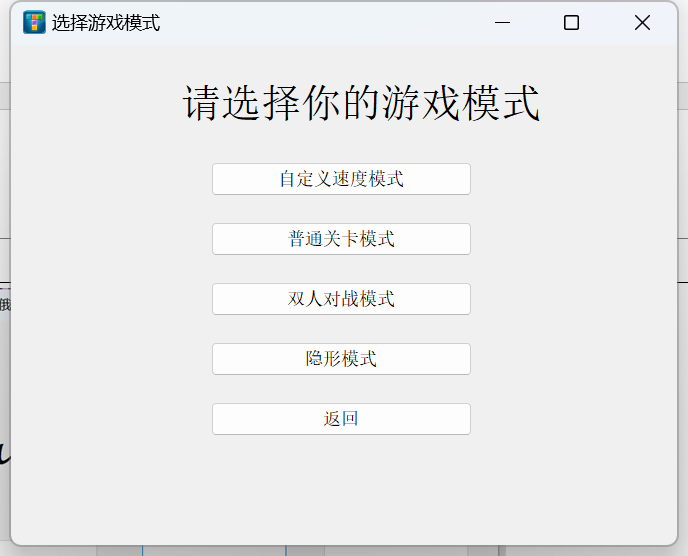 选择游戏模式
请选择你的游戏模式
自定义速度模式
普通关卡模式
双人对战模式
隐形模式
返回
俄